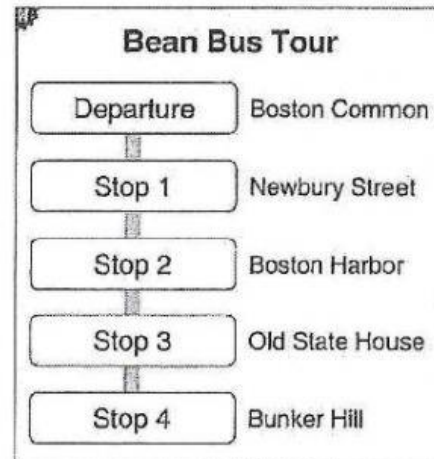 Bean Bus Tour
Departure Boston Common
Stop 1 Newbury Street
Stop 2 Boston Harbor
Stop 3 Old State House
Stop 4 Bunker Hill